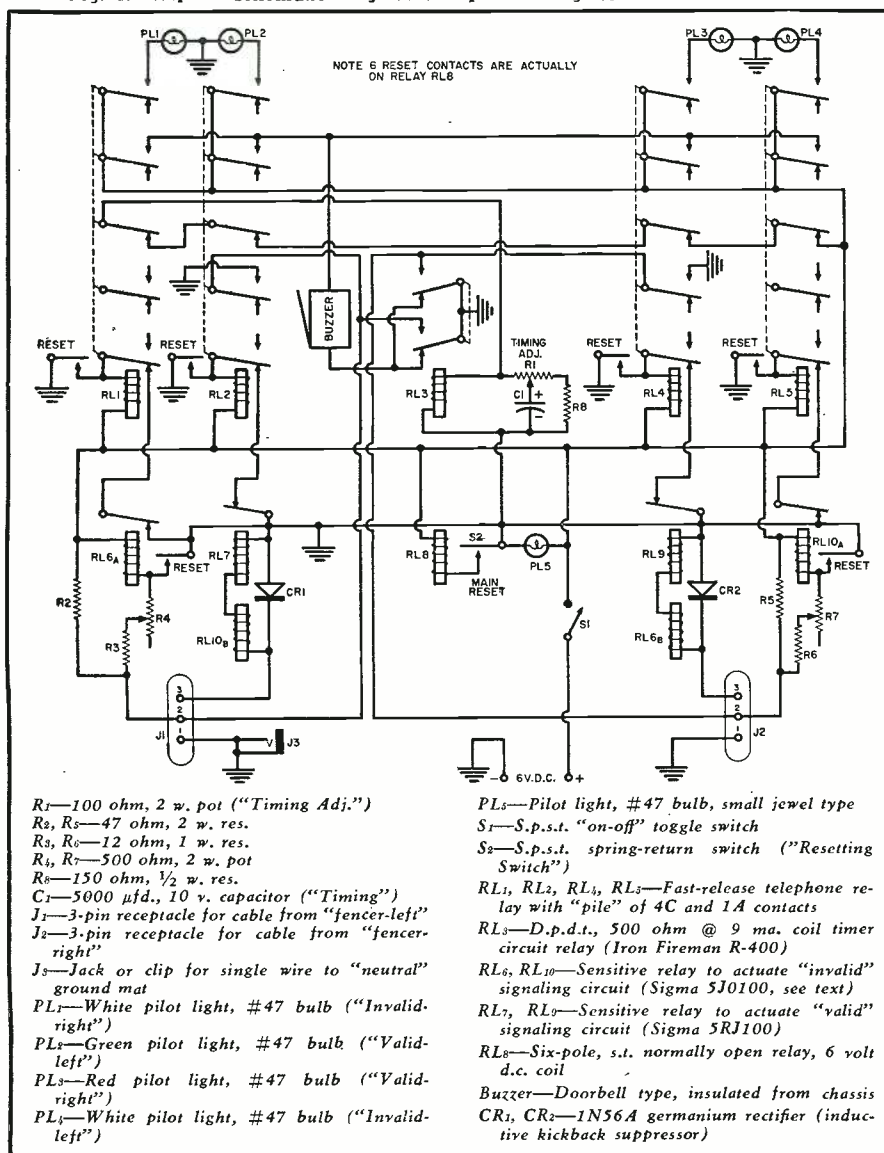 PL1
PL2
PL3
PL4
NOTE 6 RESET CONTACTS ARE ACTUALLY
ON RELAY RL8
BUZZER
TIMING
ADJ.
R1
C1
+
−
R8
RL3
RESET
RESET
RESET
RESET
RL1
RL2
RL4
RL5
RL6A
RESET
RL7
CR1
RL8
S2
MAIN
RESET
PL5
RL9
CR2
RL10A
RESET
R2
R4
R3
RL10B
S1
RL6B
R5
R7
R6
3
2
1
J1
J3
− 6V.D.C. +
3
2
1
J2
R1—100 ohm, 2 w. pot ("Timing Adj.")
R2, R5—47 ohm, 2 w. res.
R3, R6—12 ohm, 1 w. res.
R4, R7—500 ohm, 2 w. pot
R8—150 ohm, ½ w. res.
C1—5000 μfd., 10 v. capacitor ("Timing")
J1—3-pin receptacle for cable from "fencer-left"
J2—3-pin receptacle for cable from "fencer-
right"
J3—Jack or clip for single wire to "neutral"
ground mat
PL1—White pilot light, #47 bulb ("Invalid-
right")
PL2—Green pilot light, #47 bulb. ("Valid-
left")
PL3—Red pilot light, #47 bulb ("Valid-
right")
PL4—White pilot light, #47 bulb ("Invalid-
left")
PL5—Pilot light, #47 bulb, small jewel type
S1—S.p.s.t. "on-off" toggle switch
S2—S.p.s.t. spring-return switch ("Resetting
Switch")
RL1, RL2, RL4, RL5—Fast-release telephone re-
lay with "pile" of 4C and 1A contacts
RL3—D.p.d.t., 500 ohm @ 9 ma. coil timer
circuit relay (Iron Fireman R-400)
RL6, RL10—Sensitive relay to actuate "invalid"
signaling circuit (Sigma 5J0100, see text)
RL7, RL9—Sensitive relay to actuate "valid"
signaling circuit (Sigma 5RJ100)
RL8—Six-pole, s.t. normally open relay, 6 volt
d.c. coil
Buzzer—Doorbell type, insulated from chassis
CR1, CR2—1N56A germanium rectifier (induc-
tive kickback suppressor)